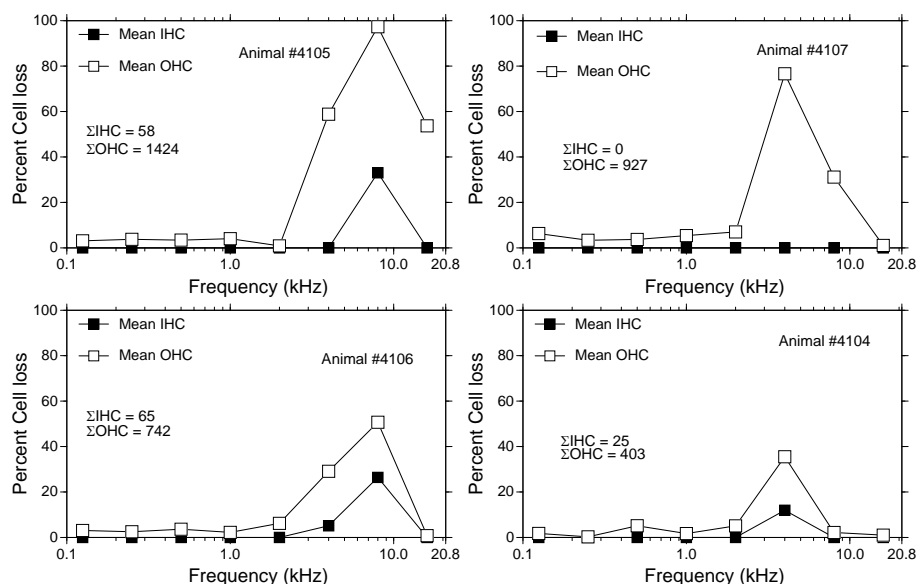 100
80
60
40
20
0
Percent Cell loss
Mean IHC
Mean OHC
Animal #4105
ΣIHC = 58
ΣOHC = 1424
0.1
1.0
10.0
20.8
Frequency (kHz)
100
80
60
40
20
0
Percent Cell loss
Mean IHC
Mean OHC
Animal #4107
ΣIHC = 0
ΣOHC = 927
0.1
1.0
10.0
20.8
Frequency (kHz)
100
80
60
40
20
0
Percent Cell loss
Mean IHC
Mean OHC
Animal #4106
ΣIHC = 65
ΣOHC = 742
0.1
1.0
10.0
20.8
Frequency (kHz)
100
80
60
40
20
0
Percent Cell loss
Mean IHC
Mean OHC
Animal #4104
ΣIHC = 25
ΣOHC = 403
0.1
1.0
10.0
20.8
Frequency (kHz)